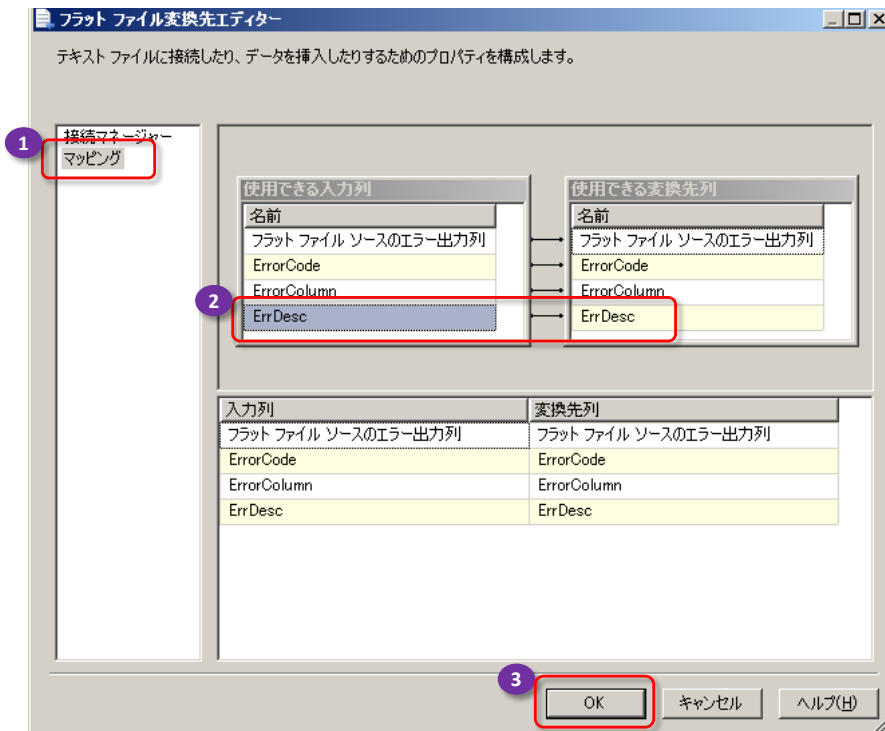 フラット ファイル変換先エディター
テキスト ファイルに接続したり、データを挿入したりするためのプロパティを構成します。
接続マネージャー
1
マッピング
使用できる入力列
使用できる変換先列
名前
名前
フラット ファイル ソースのエラー出力列
フラット ファイル ソースのエラー出力列
ErrorCode
ErrorCode
ErrorColumn
ErrorColumn
2
ErrDesc
ErrDesc
入力列
変換先列
フラット ファイル ソースのエラー出力列
フラット ファイル ソースのエラー出力列
ErrorCode
ErrorCode
ErrorColumn
ErrorColumn
ErrDesc
ErrDesc
3
OK
キャンセル
ヘルプ(H)